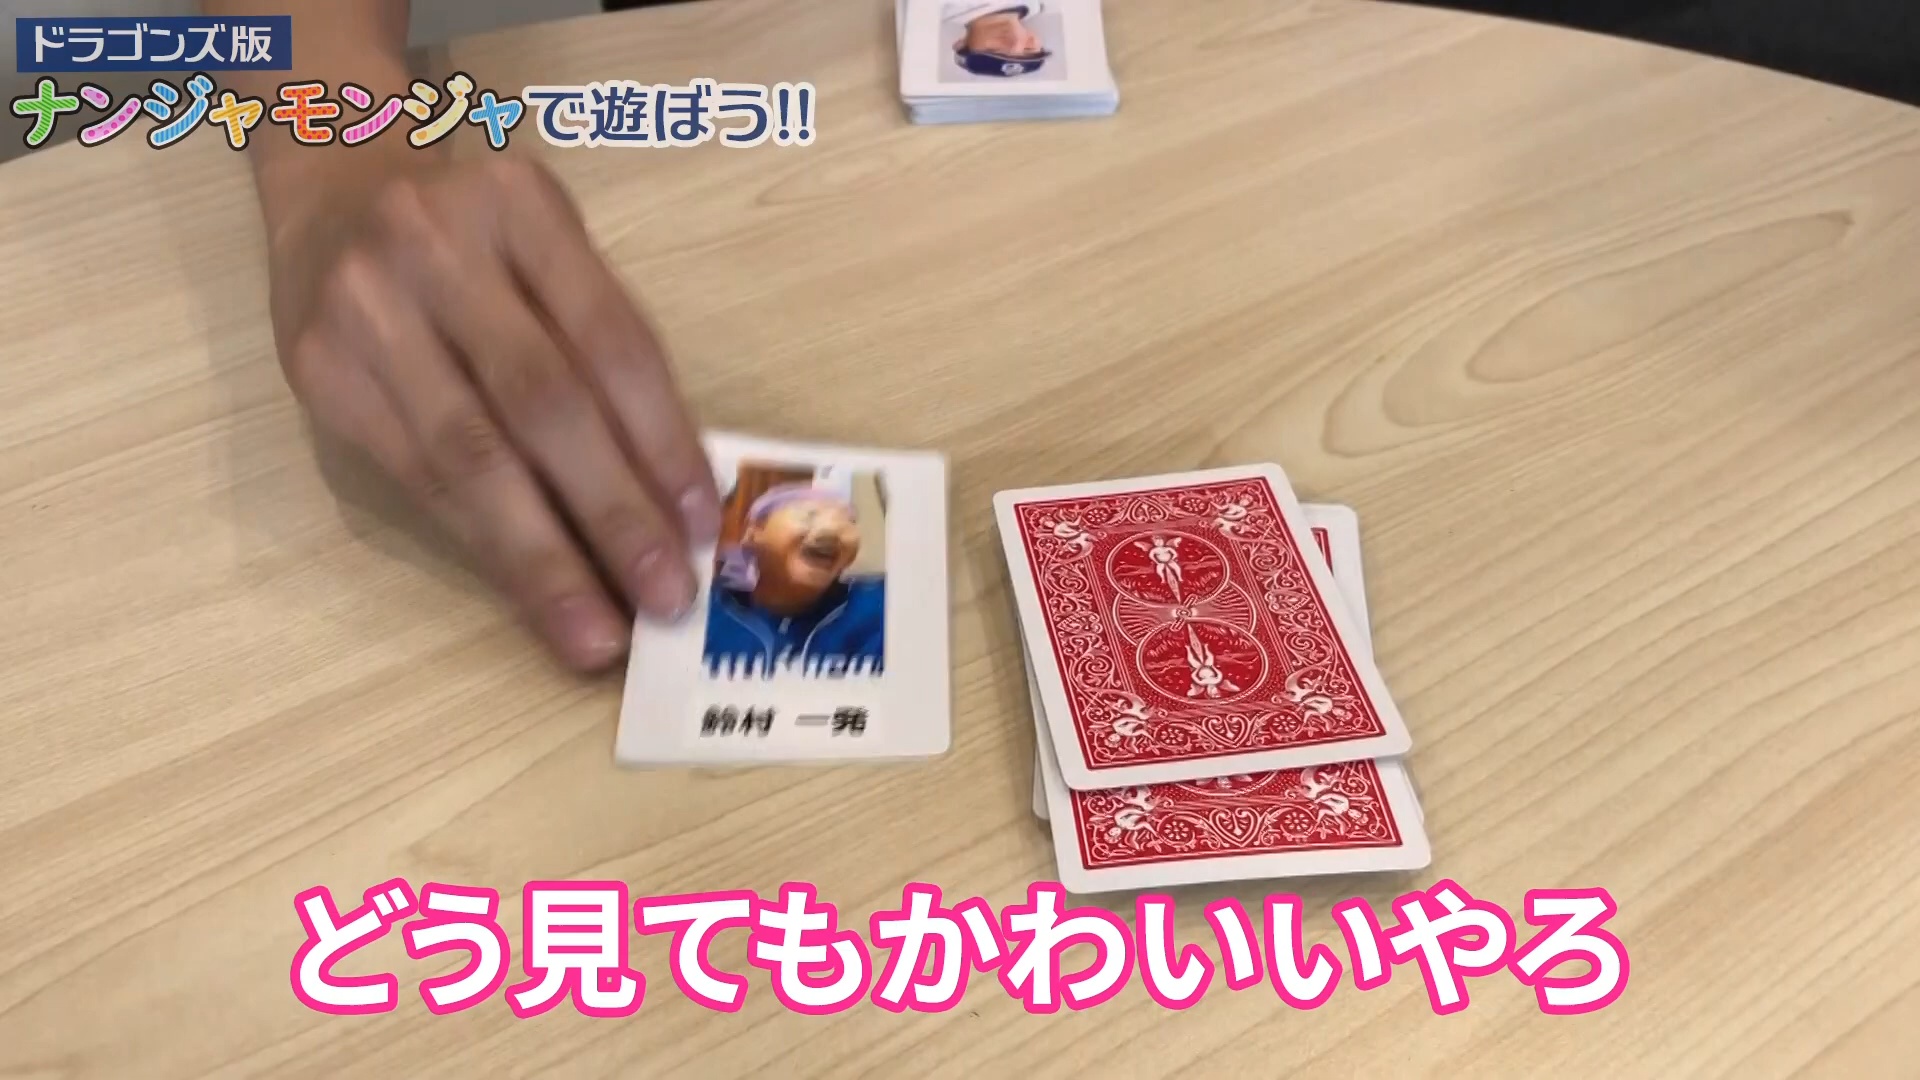 ドラゴンズ版
ナンジャモンジャで遊ぼう!!
鈴村 一発
どう見てもかわいいやろ